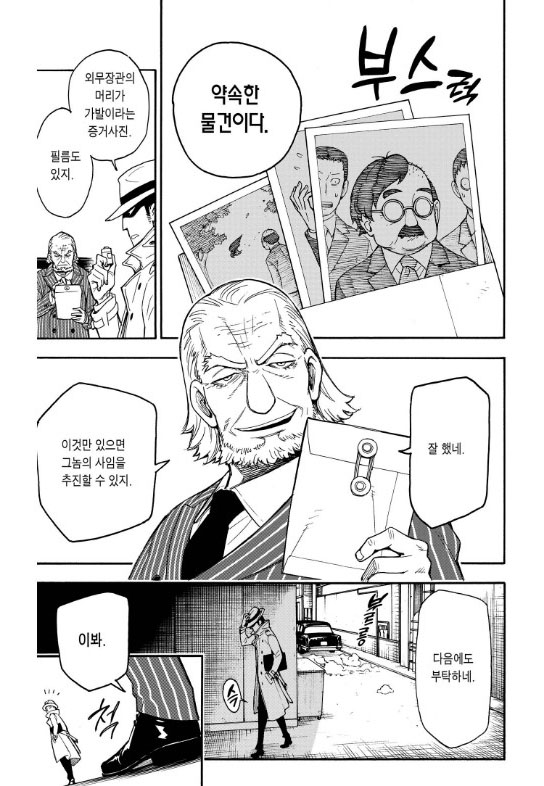 부스럭
약속한
물건이다.
외무장관의
머리가
가발이라는
증거사진.
필름도
있지.
잘 했네.
이것만 있으면
그놈의 사임을
추진할 수 있지.
다음에도
부탁하네.
부르릉
슥
이봐.
척